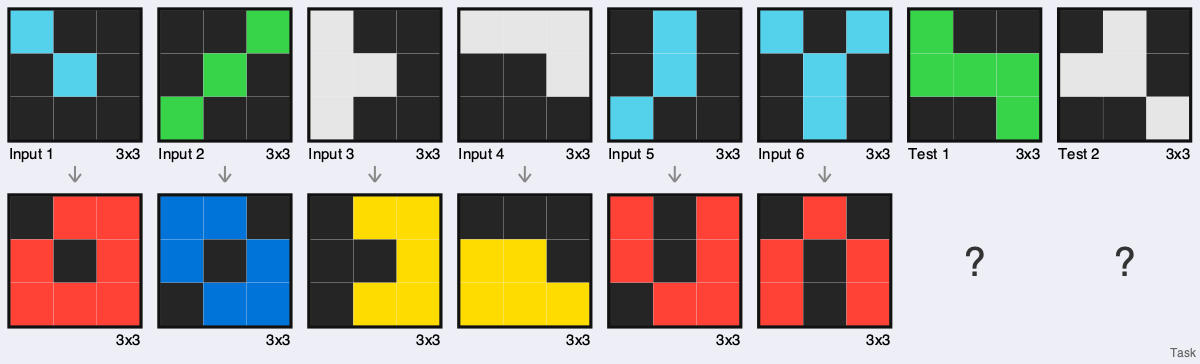 Input 1 3x3 Input 2 3x3 Input 3 3x3 Input 4 3x3 Input 5 3x3 Input 6 3x3 Test 1 3x3 Test 2 3x3
? ?
3x3 3x3 3x3 3x3 3x3 3x3
Task